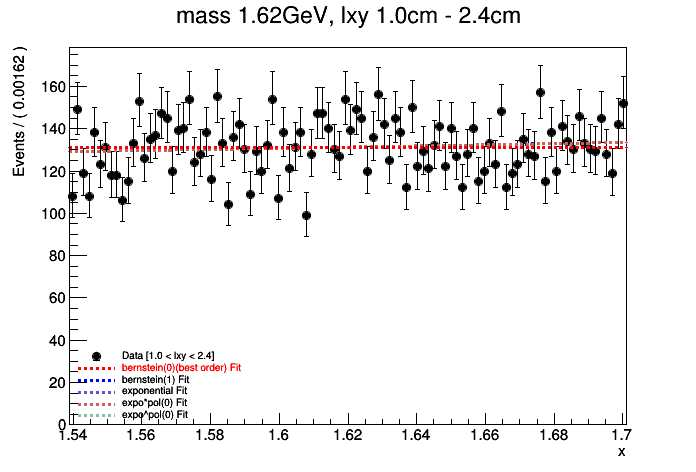 mass 1.62GeV, lxy 1.0cm - 2.4cm
Events / ( 0.00162 )
160
140
120
100
80
60
40
20
0
Data [1.0 < lxy < 2.4]
bernstein(0)(best order) Fit
bernstein(1) Fit
exponential Fit
expo*pol(0) Fit
expo^pol(0) Fit
1.54 1.56 1.58 1.6 1.62 1.64 1.66 1.68 1.7
x